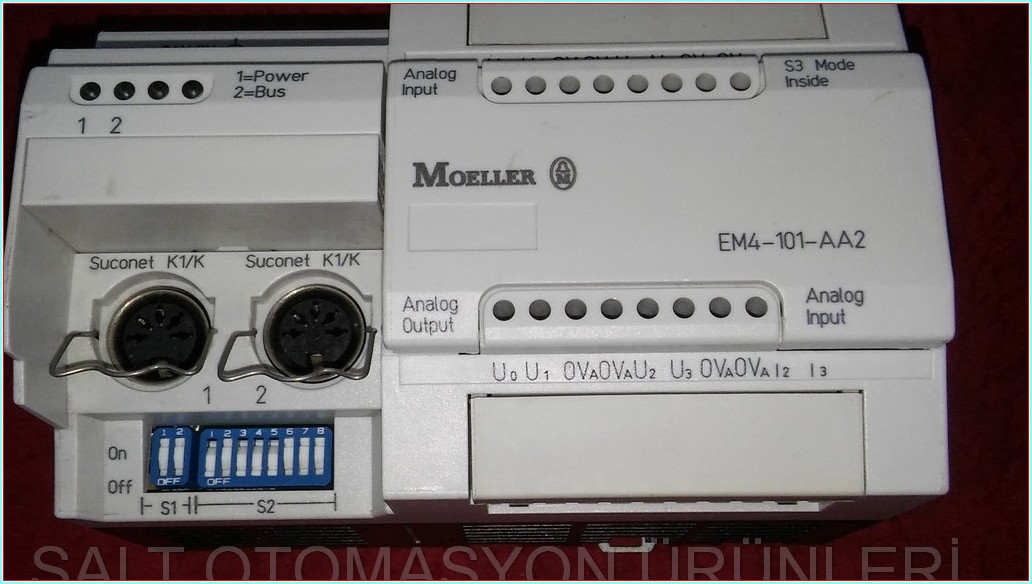 1=Power
2=Bus
1 2
Analog
Input
S3 Mode
Inside
MOELLER
EM4-101-AA2
Suconet K1/K
Suconet K1/K
1 2
Analog
Output
Analog
Input
U0 U1 0VA 0VA U2 U3 0VA 0VA I2 I3
On
Off
1 2
OFF
1 2 3 4 5 6 7 8
OFF
S1 S2
SALT OTOMASYON ÜRÜNLERİ